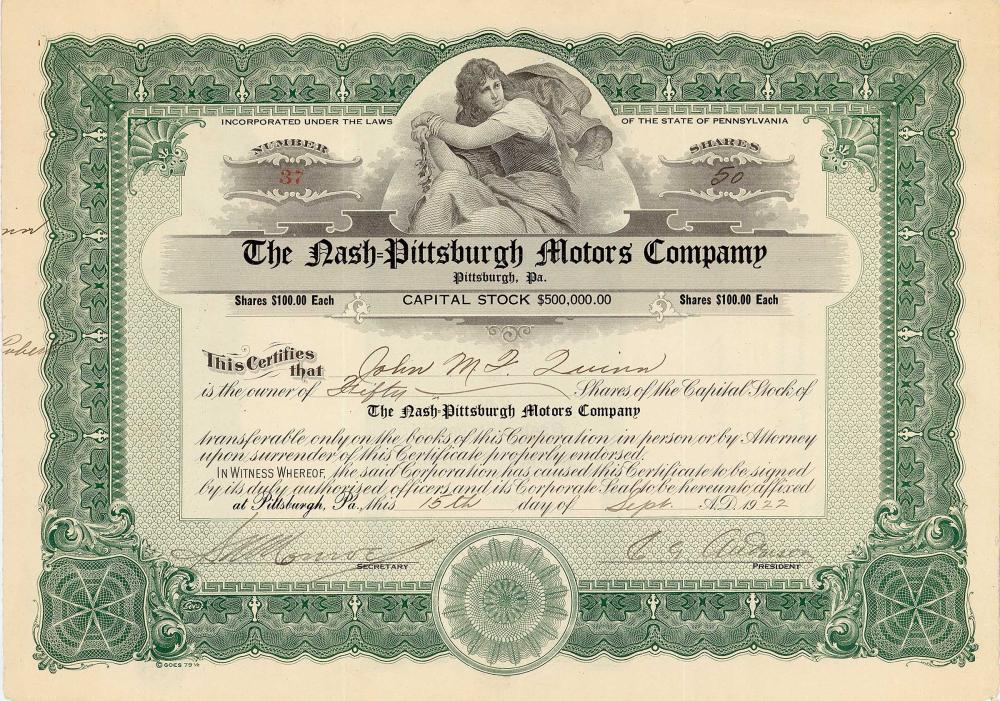 INCORPORATED UNDER THE LAWS OF THE STATE OF PENNSYLVANIA
NUMBER
37
SHARES
50
The Nash-Pittsburgh Motors Company
Pittsburgh, Pa.
Shares $100.00 Each CAPITAL STOCK $500,000.00 Shares $100.00 Each
This Certifies that John M. F. Quinn
is the owner of Fifty Shares of the Capital Stock of
The Nash-Pittsburgh Motors Company
transferable only on the books of this Corporation in person or by Attorney
upon surrender of this Certificate properly endorsed.
IN WITNESS WHEREOF, the said Corporation has caused this Certificate to be signed
by its duly authorized officers and its Corporate Seal to be hereunto affixed
at Pittsburgh, Pa., this 15th day of Sept. A.D. 1922
SECRETARY
PRESIDENT
© GOES 79 ½